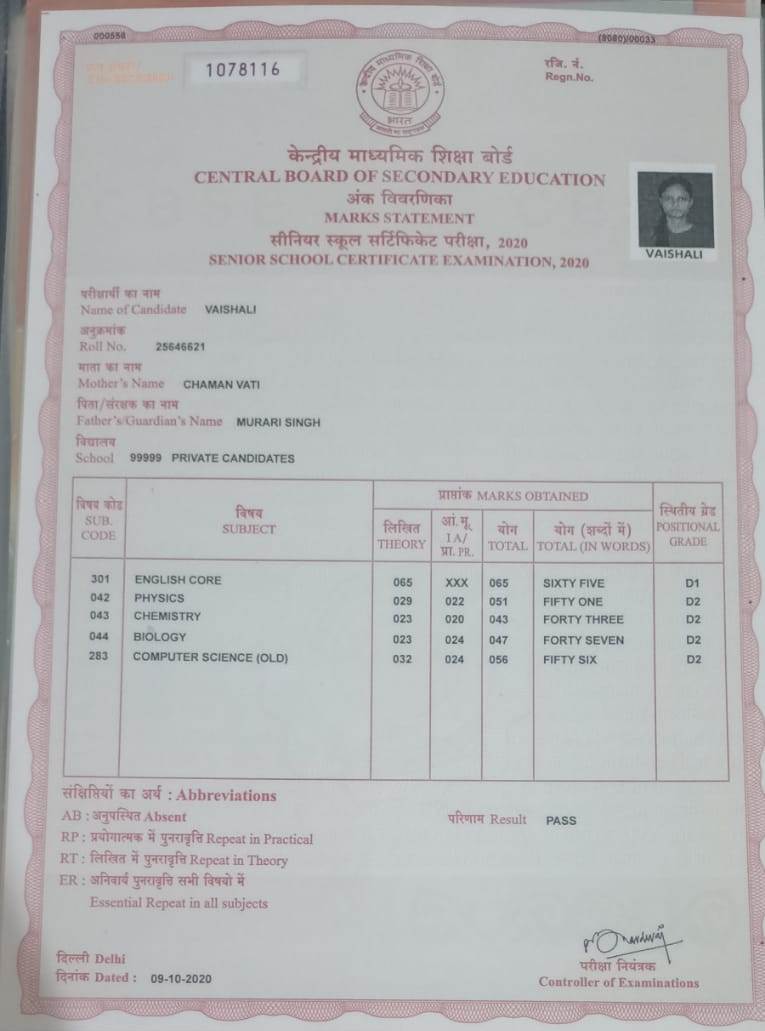 000558
(9080)/00033
1078116
रजि. नं.
Regn.No.
भारत
केन्द्रीय माध्यमिक शिक्षा बोर्ड
CENTRAL BOARD OF SECONDARY EDUCATION
अंक विवरणिका
MARKS STATEMENT
सीनियर स्कूल सर्टिफिकेट परीक्षा, 2020
SENIOR SCHOOL CERTIFICATE EXAMINATION, 2020
VAISHALI
परीक्षार्थी का नाम
Name of Candidate VAISHALI
अनुक्रमांक
Roll No. 25646621
माता का नाम
Mother's Name CHAMAN VATI
पिता/संरक्षक का नाम
Father's/Guardian's Name MURARI SINGH
विद्यालय
School 99999 PRIVATE CANDIDATES
विषय कोड SUB. CODE
विषय SUBJECT
प्राप्तांक MARKS OBTAINED
लिखित THEORY
आं.मू. I A/ प्रा. PR.
योग TOTAL
योग (शब्दों में) TOTAL (IN WORDS)
स्थितीय ग्रेड POSITIONAL GRADE
301 ENGLISH CORE 065 XXX 065 SIXTY FIVE D1
042 PHYSICS 029 022 051 FIFTY ONE D2
043 CHEMISTRY 023 020 043 FORTY THREE D2
044 BIOLOGY 023 024 047 FORTY SEVEN D2
283 COMPUTER SCIENCE (OLD) 032 024 056 FIFTY SIX D2
संक्षिप्तियों का अर्थ : Abbreviations
AB : अनुपस्थित Absent
परिणाम Result PASS
RP : प्रयोगात्मक में पुनरावृत्ति Repeat in Practical
RT : लिखित में पुनरावृत्ति Repeat in Theory
ER : अनिवार्य पुनरावृत्ति सभी विषयो में
Essential Repeat in all subjects
दिल्ली Delhi
दिनांक Dated : 09-10-2020
परीक्षा नियंत्रक
Controller of Examinations